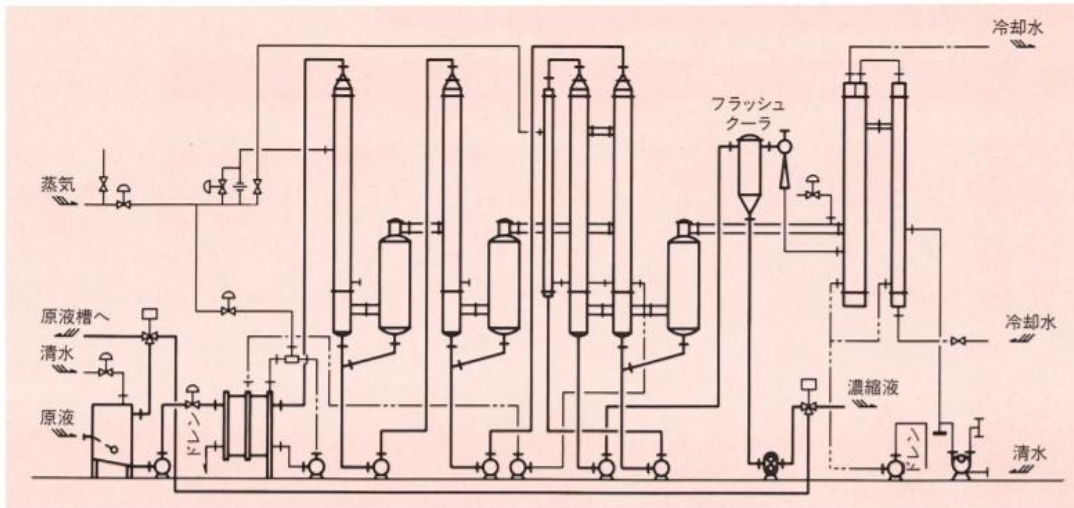 冷却水
フラッシュ
クーラ
蒸気
原液槽へ
清水
原液
ドレン
冷却水
濃縮液
ドレン
清水